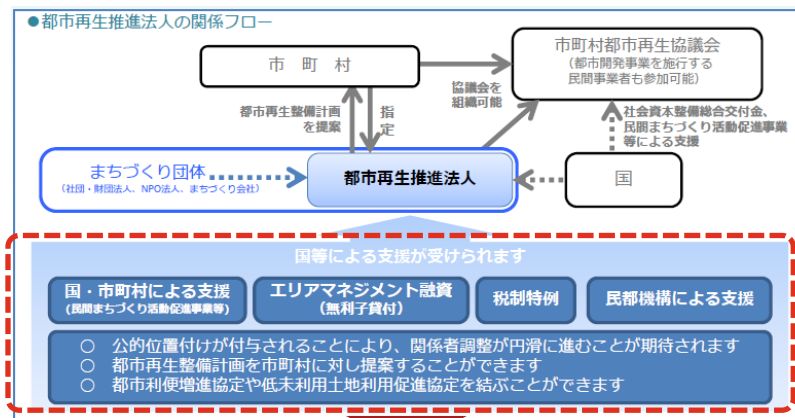 ●都市再生推進法人の関係フロー
市 町 村
市町村都市再生協議会
（都市開発事業を施行する
民間事業者も参加可能）
都市再生整備計画
を提案
指
定
協議会を
組織可能
社会資本整備総合交付金、
民間まちづくり活動促進事業
等による支援
まちづくり団体
（社団・財団法人、NPO法人、まちづくり会社）
都市再生推進法人
国
国等による支援が受けられます
国・市町村による支援
（民間まちづくり活動促進事業等）
エリアマネジメント融資
（無利子貸付）
税制特例
民都機構による支援
○ 公的位置付けが付与されることにより、関係者調整が円滑に進むことが期待されます
○ 都市再生整備計画を市町村に対し提案することができます
○ 都市利便増進協定や低未利用土地利用促進協定を結ぶことができます